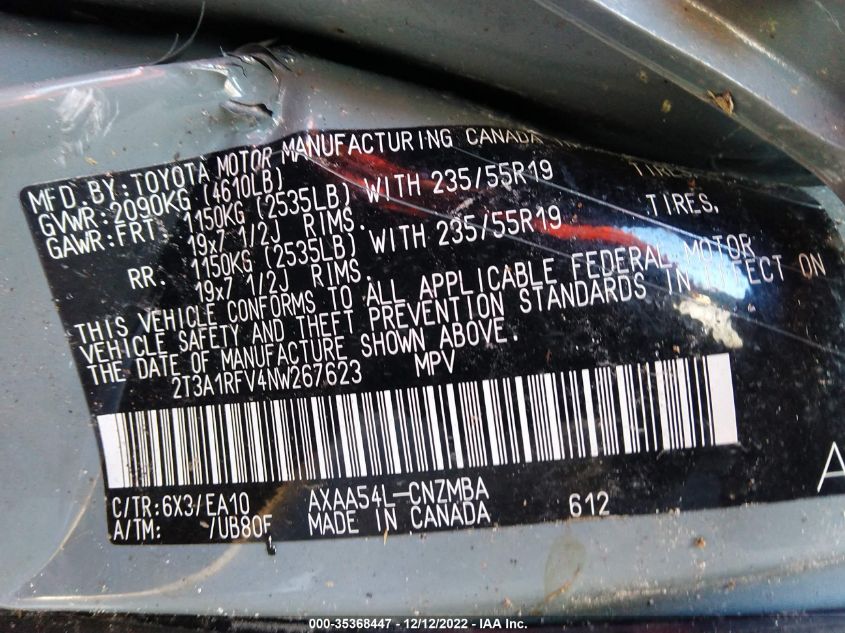 MFD. BY: TOYOTA MOTOR MANUFACTURING CANADA
GVWR: 2090KG (4610LB)
GAWR: FRT. 1150KG (2535LB) WITH 235/55R19 TIRES,
19x7 1/2J RIMS.
RR. 1150KG (2535LB) WITH 235/55R19 TIRES,
19x7 1/2J RIMS.
THIS VEHICLE CONFORMS TO ALL APPLICABLE FEDERAL MOTOR
VEHICLE SAFETY AND THEFT PREVENTION STANDARDS IN EFFECT ON
THE DATE OF MANUFACTURE SHOWN ABOVE.
2T3A1RFV4NW267623 MPV
C/TR: 6X3/EA10 AXAA54L-CNZMBA
A/TM: /UB80F MADE IN CANADA 612
A
000-35368447 - 12/12/2022 - IAA Inc.